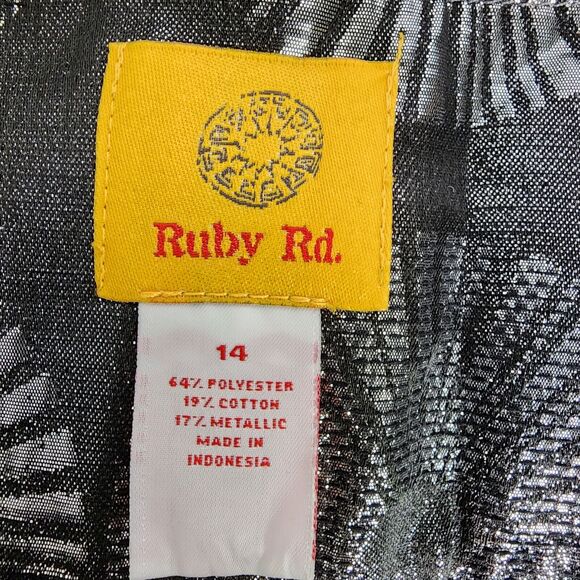 Ruby Rd.
14
64% POLYESTER
19% COTTON
17% METALLIC
MADE IN
INDONESIA